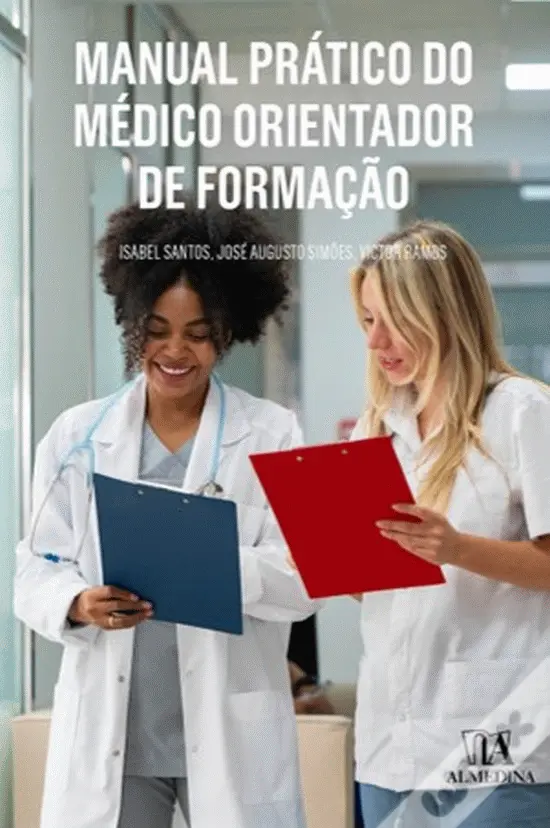 MANUAL PRÁTICO DO
MÉDICO ORIENTADOR
DE FORMAÇÃO
ISABEL SANTOS, JOSÉ AUGUSTO SIMÕES, VICTOR RAMOS
ALMEDINA